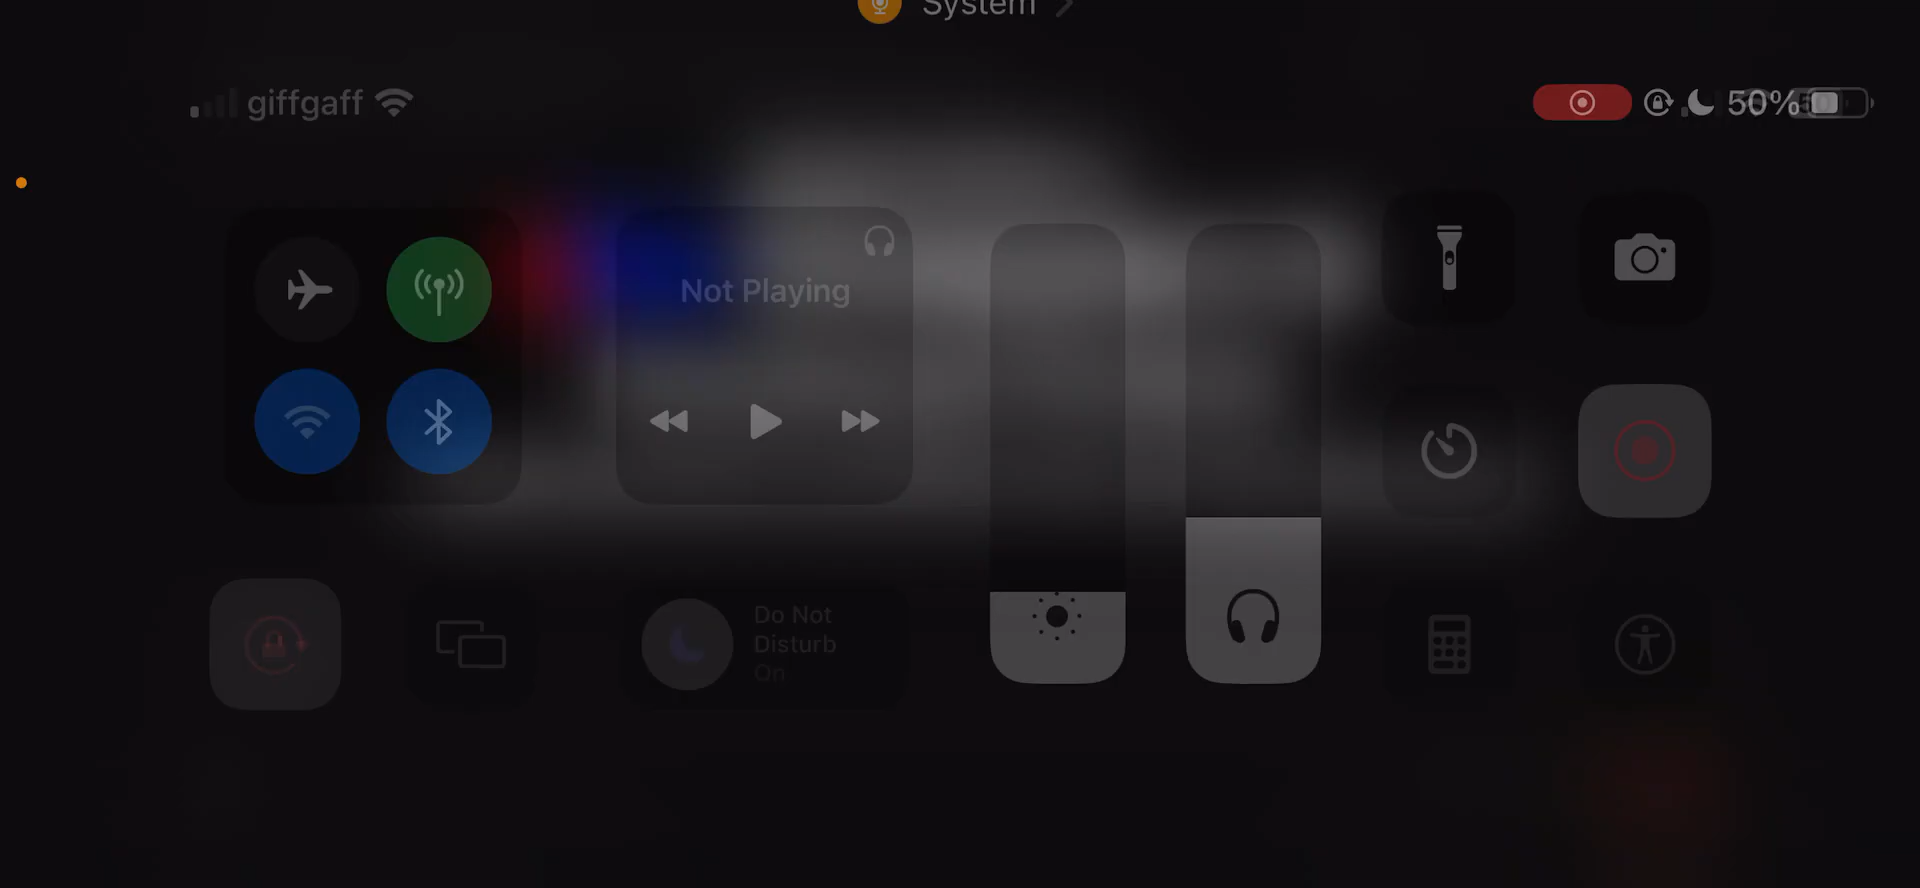 System
giffgaff
50%
Not Playing
Do Not
Disturb
On